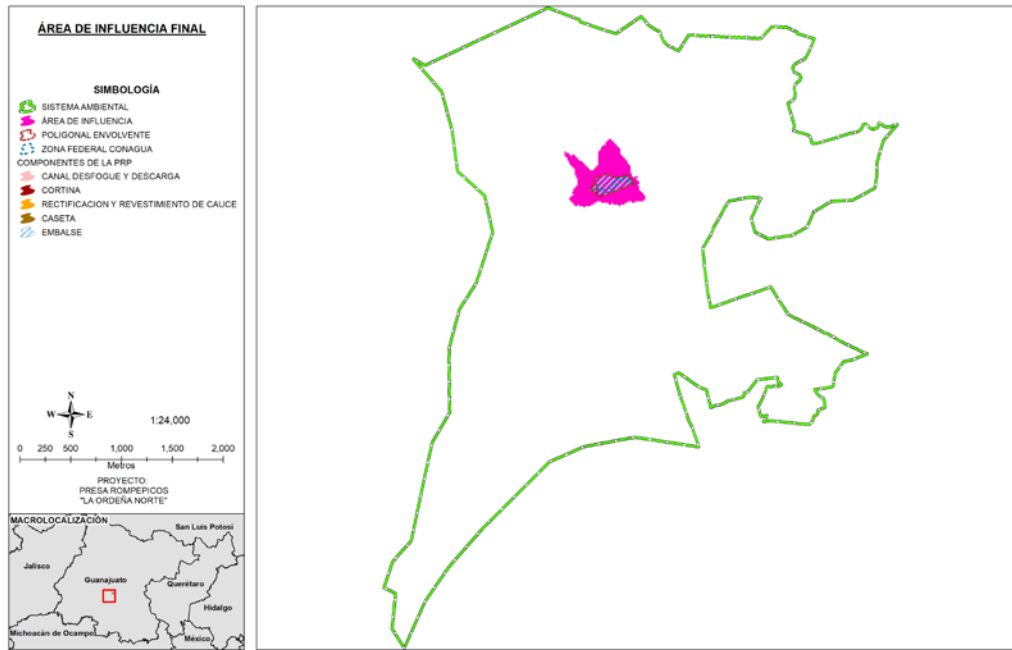 ÁREA DE INFLUENCIA FINAL
SIMBOLOGÍA
SISTEMA AMBIENTAL
ÁREA DE INFLUENCIA
POLIGONAL ENVOLVENTE
ZONA FEDERAL CONAGUA
COMPONENTES DE LA PRP
CANAL DESFOGUE Y DESCARGA
CORTINA
RECTIFICACION Y REVESTIMIENTO DE CAUCE
CASETA
EMBALSE
N
W E
S
1:24,000
0 250 500 1,000 1,500 2,000
Metros
PROYECTO:
PRESA ROMPEPICOS
"LA ORDEÑA NORTE"
MACROLOCALIZACIÓN
San Luis Potosí
Jalisco
Guanajuato
Querétaro
Hidalgo
Michoacán de Ocampo
México